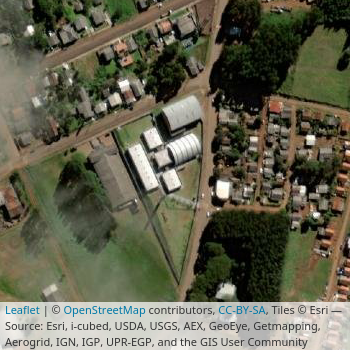 Leaflet | © OpenStreetMap contributors, CC-BY-SA, Tiles © Esri —
Source: Esri, i-cubed, USDA, USGS, AEX, GeoEye, Getmapping,
Aerogrid, IGN, IGP, UPR-EGP, and the GIS User Community